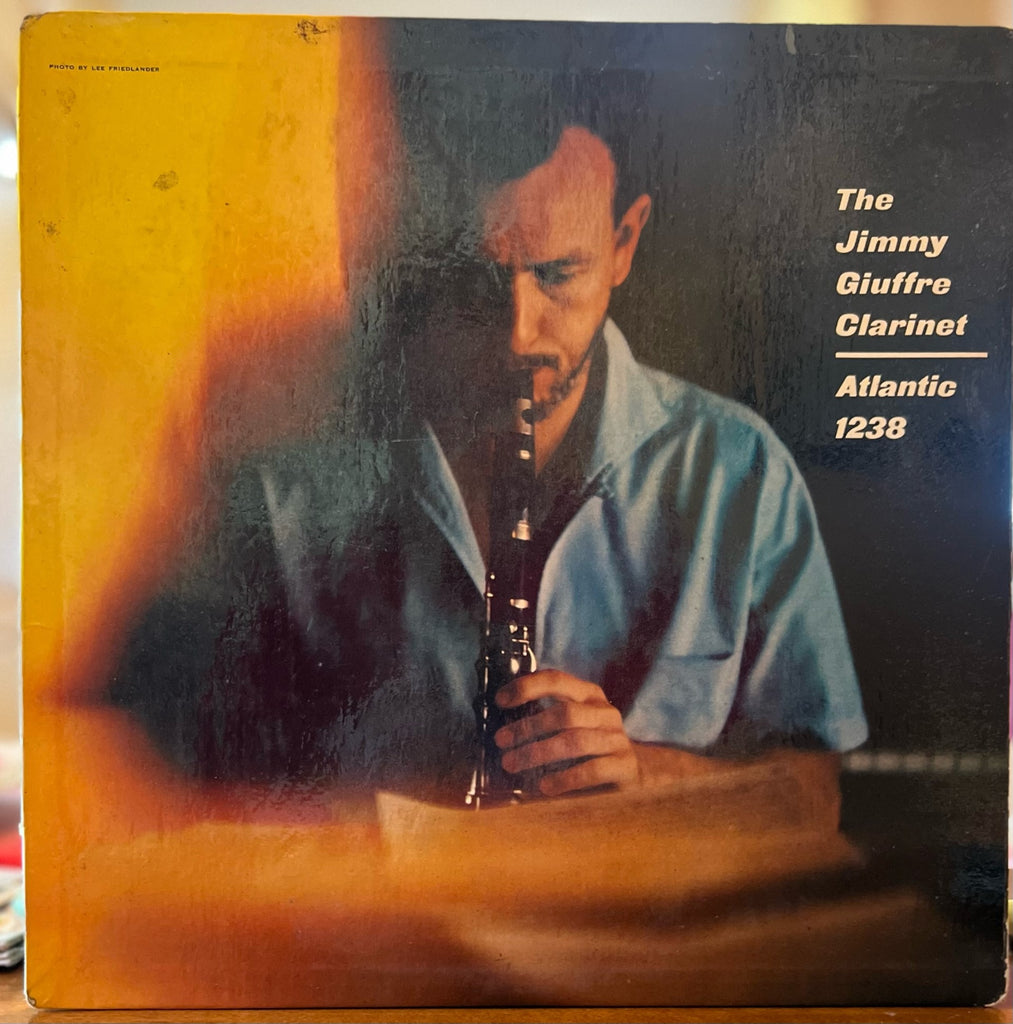 PHOTO BY LEE FRIEDLANDER
The
Jimmy
Giuffre
Clarinet
Atlantic
1238